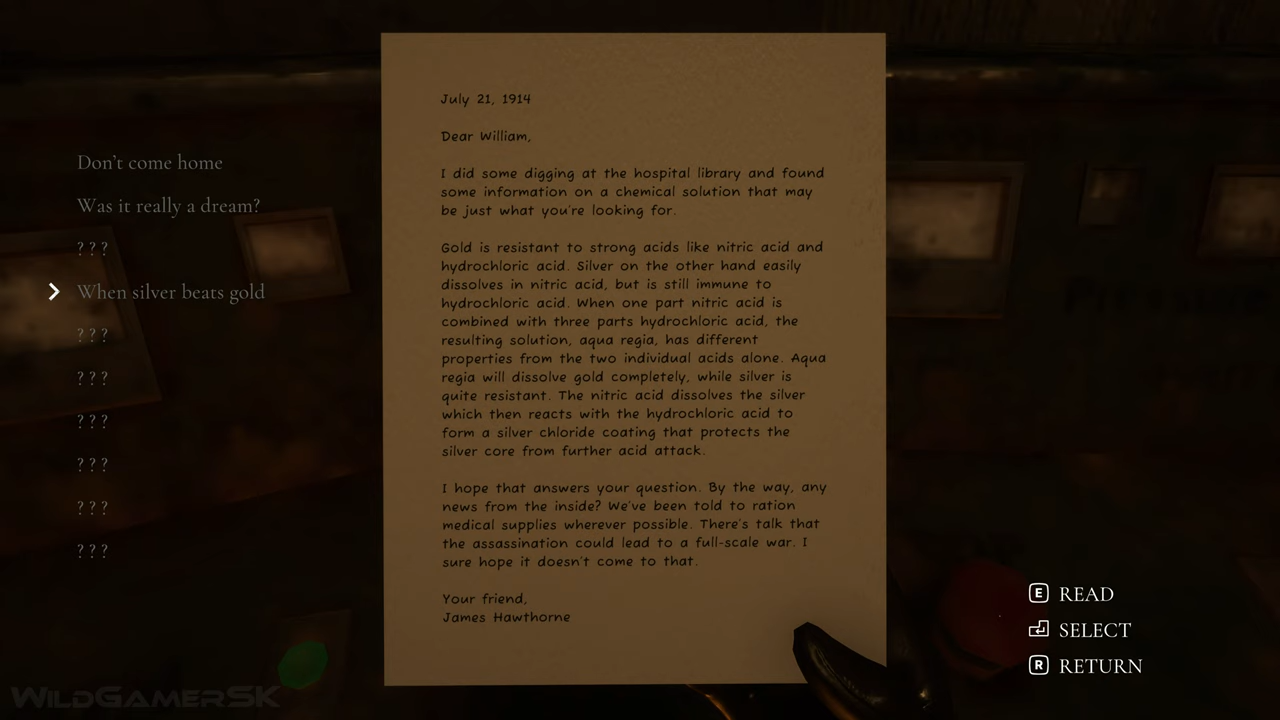 Don't come home
Was it really a dream?
? ? ?
When silver beats gold
? ? ?
? ? ?
? ? ?
? ? ?
? ? ?
? ? ?
July 21, 1914
Dear William,
I did some digging at the hospital library and found
some information on a chemical solution that may
be just what you're looking for.
Gold is resistant to strong acids like nitric acid and
hydrochloric acid. Silver on the other hand easily
dissolves in nitric acid, but is still immune to
hydrochloric acid. When one part nitric acid is
combined with three parts hydrochloric acid, the
resulting solution, aqua regia, has different
properties from the two individual acids alone. Aqua
regia will dissolve gold completely, while silver is
quite resistant. The nitric acid dissolves the silver
which then reacts with the hydrochloric acid to
form a silver chloride coating that protects the
silver core from further acid attack.
I hope that answers your question. By the way, any
news from the inside? We've been told to ration
medical supplies wherever possible. There's talk that
the assassination could lead to a full-scale war. I
sure hope it doesn't come to that.
Your friend,
James Hawthorne
E READ
SELECT
R RETURN
WildGamerSK